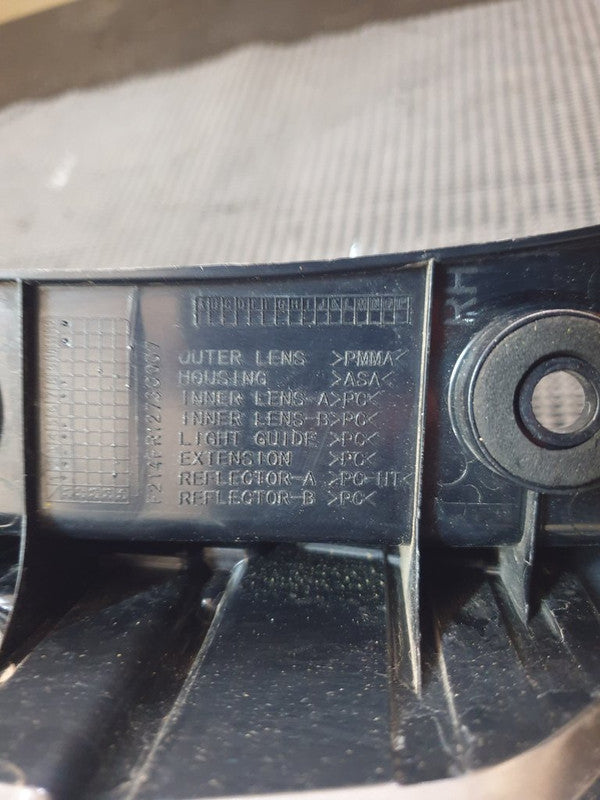 RH
OUTER LENS >PMMA<
HOUSING >ASA<
INNER LENS-A >PC<
INNER LENS-B >PC<
LIGHT GUIDE >PC<
EXTENSION >PC<
REFLECTOR-A >PC-HT<
REFLECTOR-B >PC<